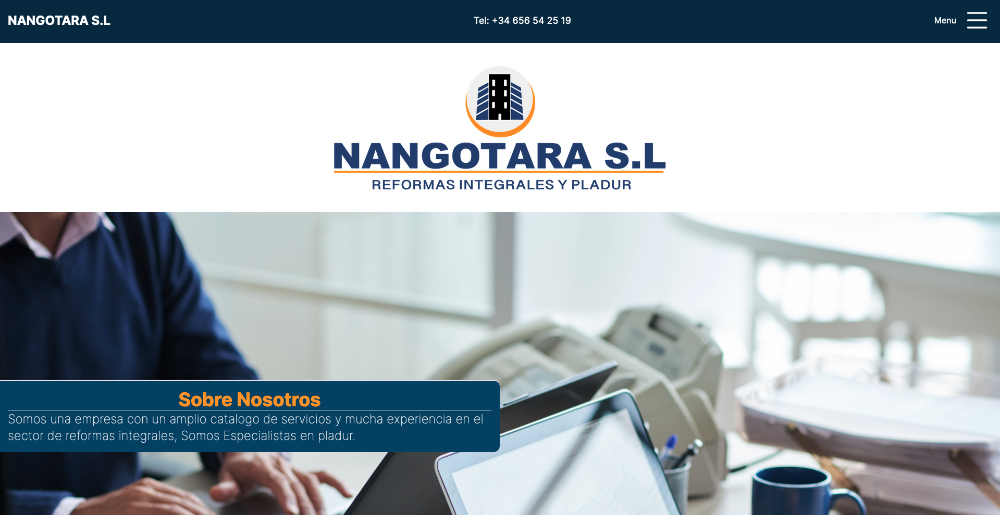 NANGOTARA S.L
Tel: +34 656 54 25 19
Menu
NANGOTARA S.L
REFORMAS INTEGRALES Y PLADUR
Sobre Nosotros
Somos una empresa con un amplio catalogo de servicios y mucha experiencia en el
sector de reformas integrales, Somos Especialistas en pladur.